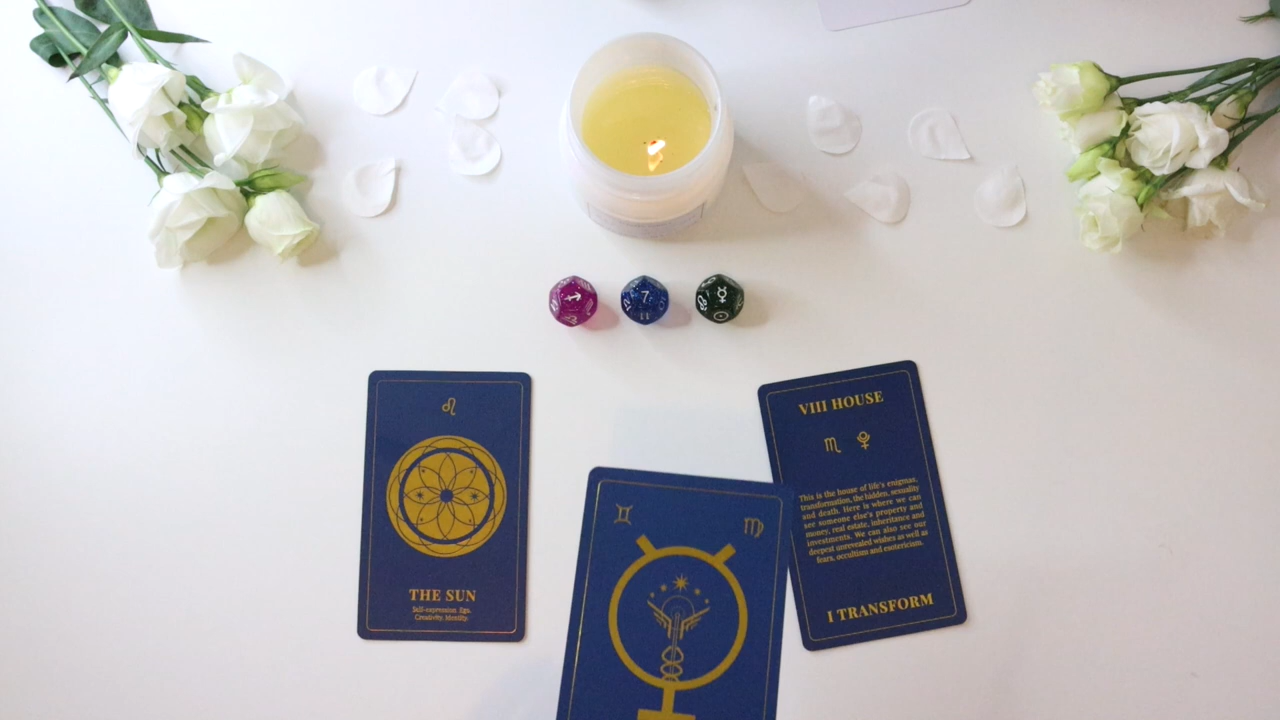 7
11
♌
THE SUN
Self-expression. Ego.
Creativity. Identity.
♊ ♍
VIII HOUSE
♏ ♇
This is the house of life's enigmas,
transformation, the hidden, sexuality
and death. Here is where we can
see someone else's property and
money, real estate, inheritance and
investments. We can also see our
deepest unrevealed wishes as well as
fears, occultism and esotericism.
I TRANSFORM